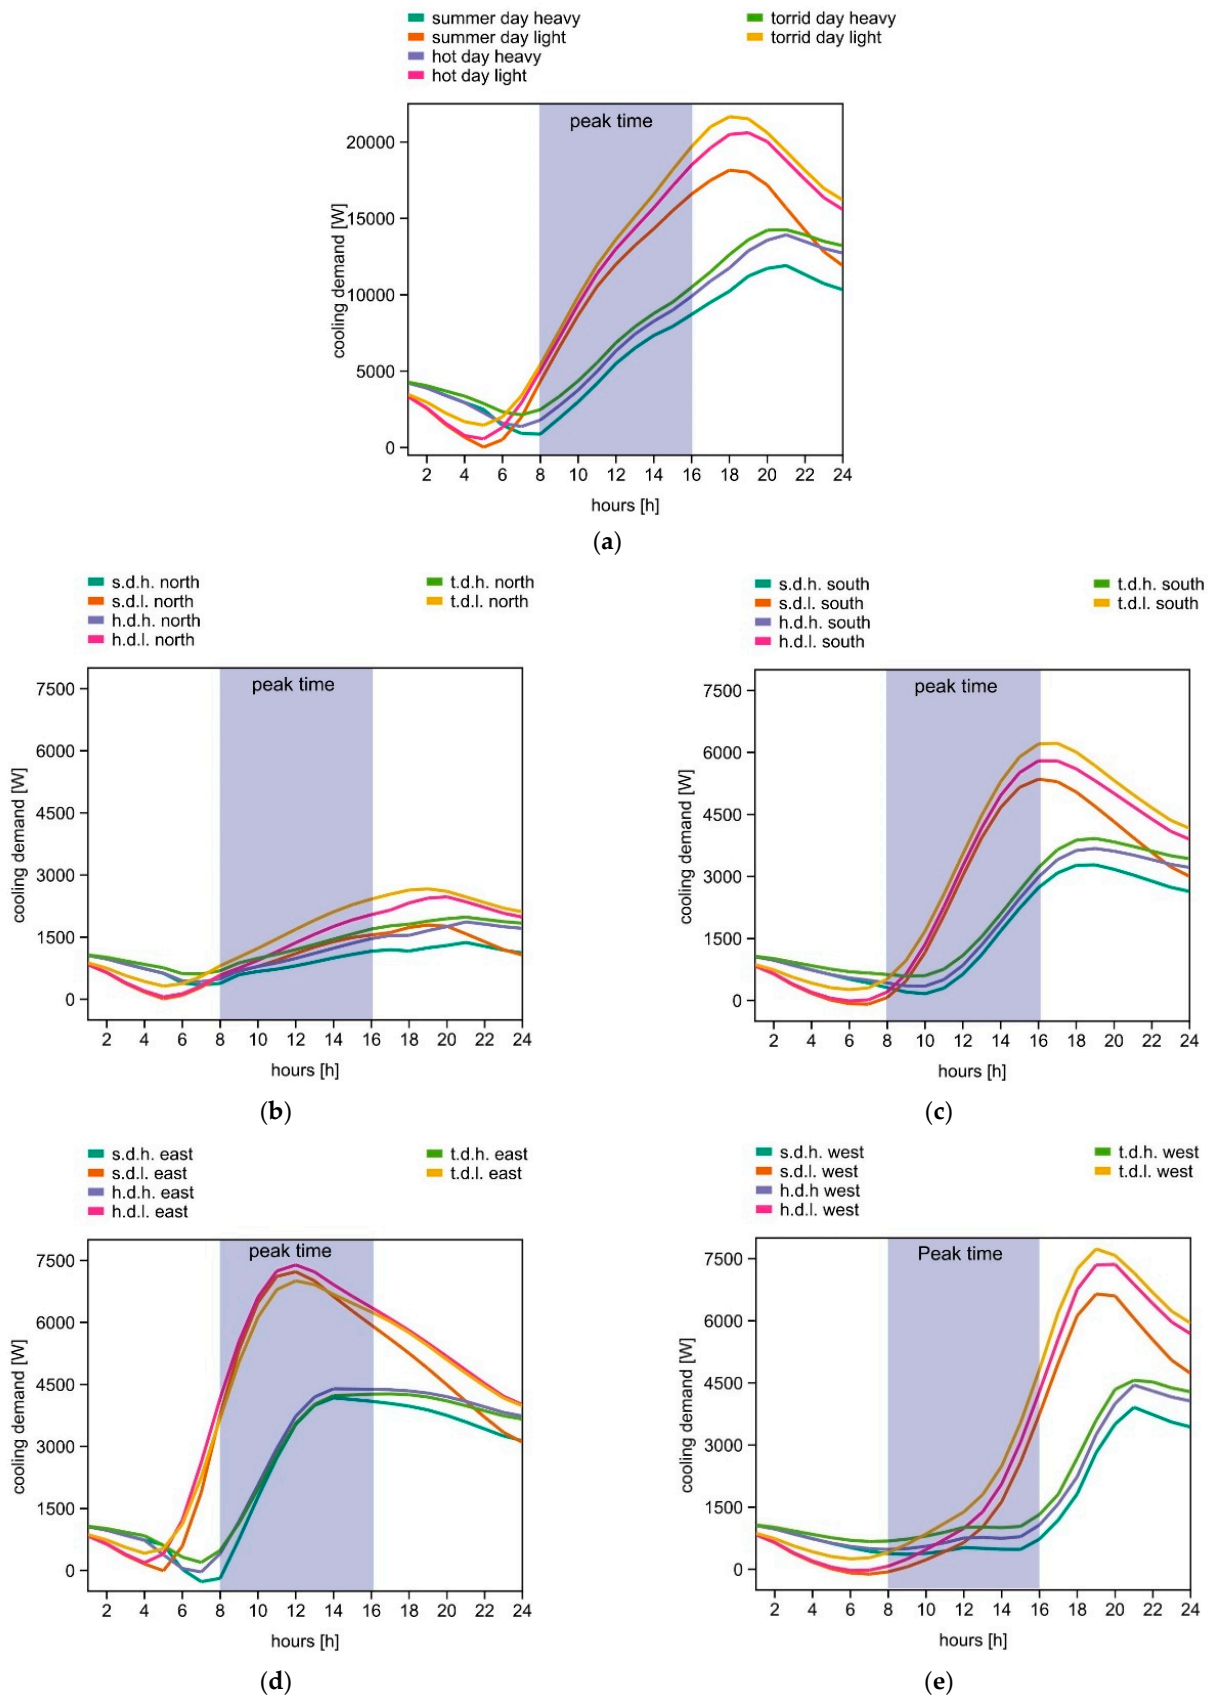 summer day heavy
summer day light
hot day heavy
hot day light
torrid day heavy
torrid day light
peak time
20000
15000
10000
5000
0
cooling demand [W]
2 4 6 8 10 12 14 16 18 20 22 24
hours [h]
(a)
s.d.h. north
s.d.l. north
h.d.h. north
h.d.l. north
t.d.h. north
t.d.l. north
peak time
7500
6000
4500
3000
1500
0
cooling demand [W]
2 4 6 8 10 12 14 16 18 20 22 24
hours [h]
(b)
s.d.h. south
s.d.l. south
h.d.h. south
h.d.l. south
t.d.h. south
t.d.l. south
peak time
7500
6000
4500
3000
1500
0
cooling demand [W]
2 4 6 8 10 12 14 16 18 20 22 24
hours [h]
(c)
s.d.h. east
s.d.l. east
h.d.h. east
h.d.l. east
t.d.h. east
t.d.l. east
peak time
7500
6000
4500
3000
1500
0
cooling demand [W]
2 4 6 8 10 12 14 16 18 20 22 24
hours [h]
(d)
s.d.h. west
s.d.l. west
h.d.h west
h.d.l. west
t.d.h. west
t.d.l. west
Peak time
7500
6000
4500
3000
1500
0
cooling demand [W]
2 4 6 8 10 12 14 16 18 20 22 24
hours [h]
(e)